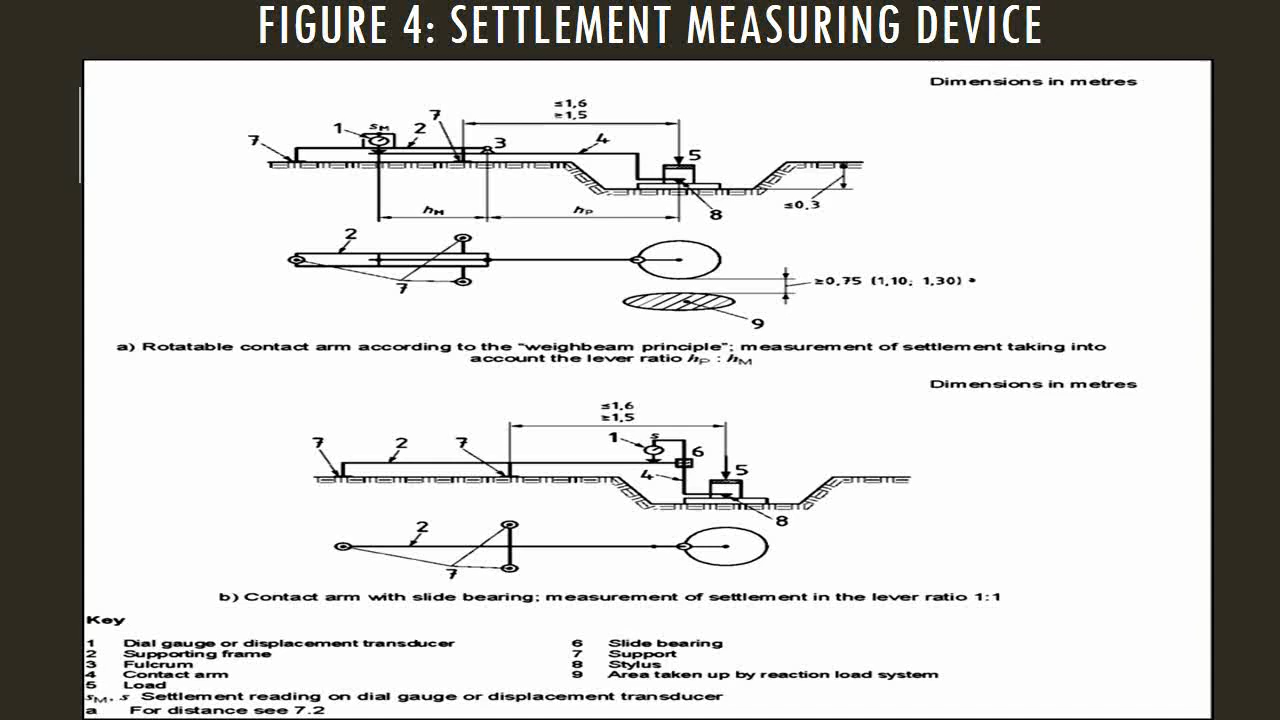 FIGURE 4: SETTLEMENT MEASURING DEVICE
Dimensions in metres
≤1,6
≥1,5
7
1
sM
2
7
3
4
5
≤0,3
hM
hP
8
2
7
≥0,75 (1,10; 1,30) a
9
a) Rotatable contact arm according to the "weighbeam principle"; measurement of settlement taking into
account the lever ratio hP : hM
Dimensions in metres
≤1,6
≥1,5
7
2
7
1
s
6
4
5
8
2
7
b) Contact arm with slide bearing; measurement of settlement in the lever ratio 1:1
Key
1 Dial gauge or displacement transducer
2 Supporting frame
3 Fulcrum
4 Contact arm
5 Load
6 Slide bearing
7 Support
8 Stylus
9 Area taken up by reaction load system
sM, s Settlement reading on dial gauge or displacement transducer
a For distance see 7.2